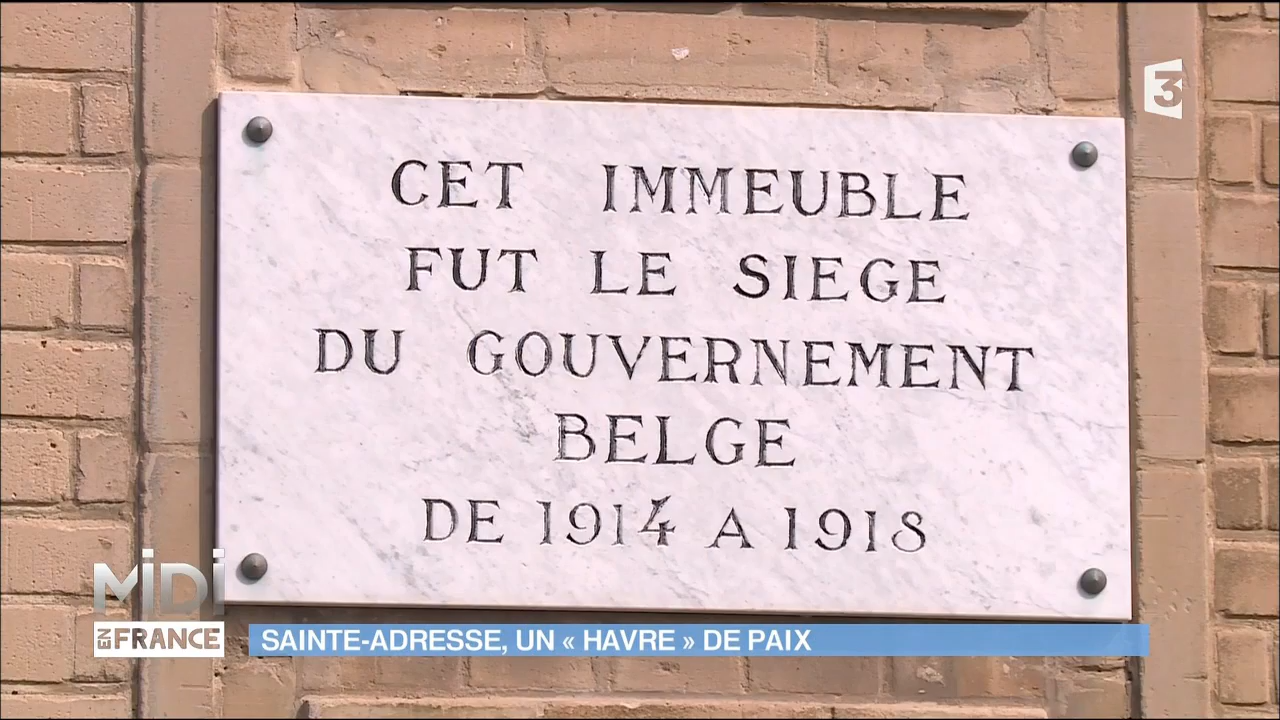 3
CET IMMEUBLE
FUT LE SIEGE
DU GOUVERNEMENT
BELGE
DE 1914 A 1918
MiDi
EN FRANCE
SAINTE-ADRESSE, UN « HAVRE » DE PAIX